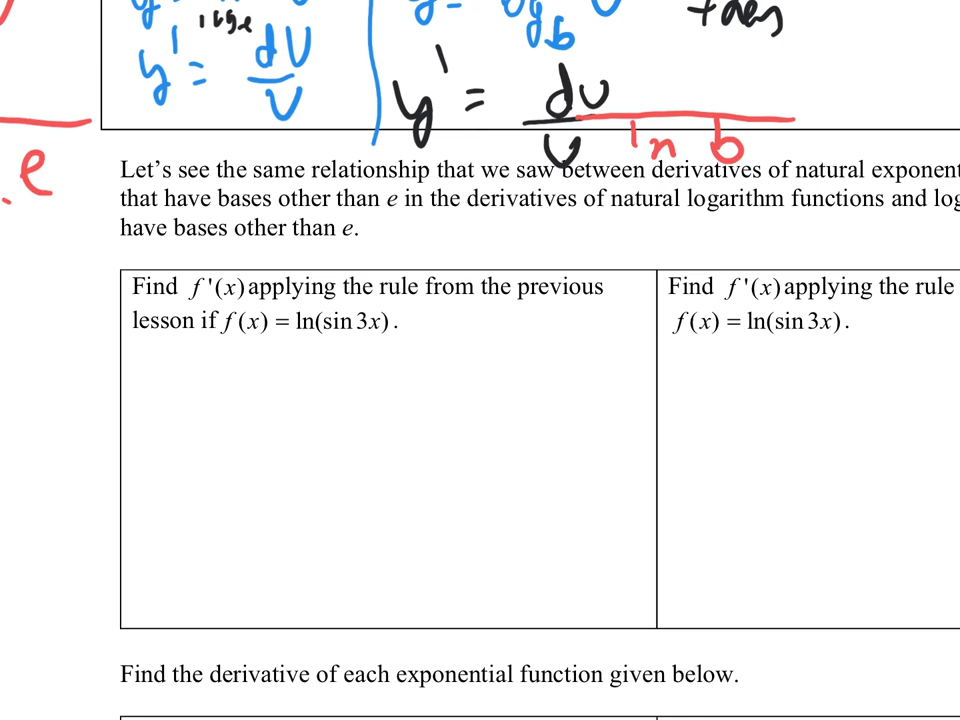 y' = du/u
y' = du/u ln b
e
Let's see the same relationship that we saw between derivatives of natural exponent
that have bases other than e in the derivatives of natural logarithm functions and log
have bases other than e.
Find f '(x) applying the rule from the previous
lesson if f (x) = ln(sin 3x) .
Find f '(x) applying the rule
f (x) = ln(sin 3x) .
Find the derivative of each exponential function given below.